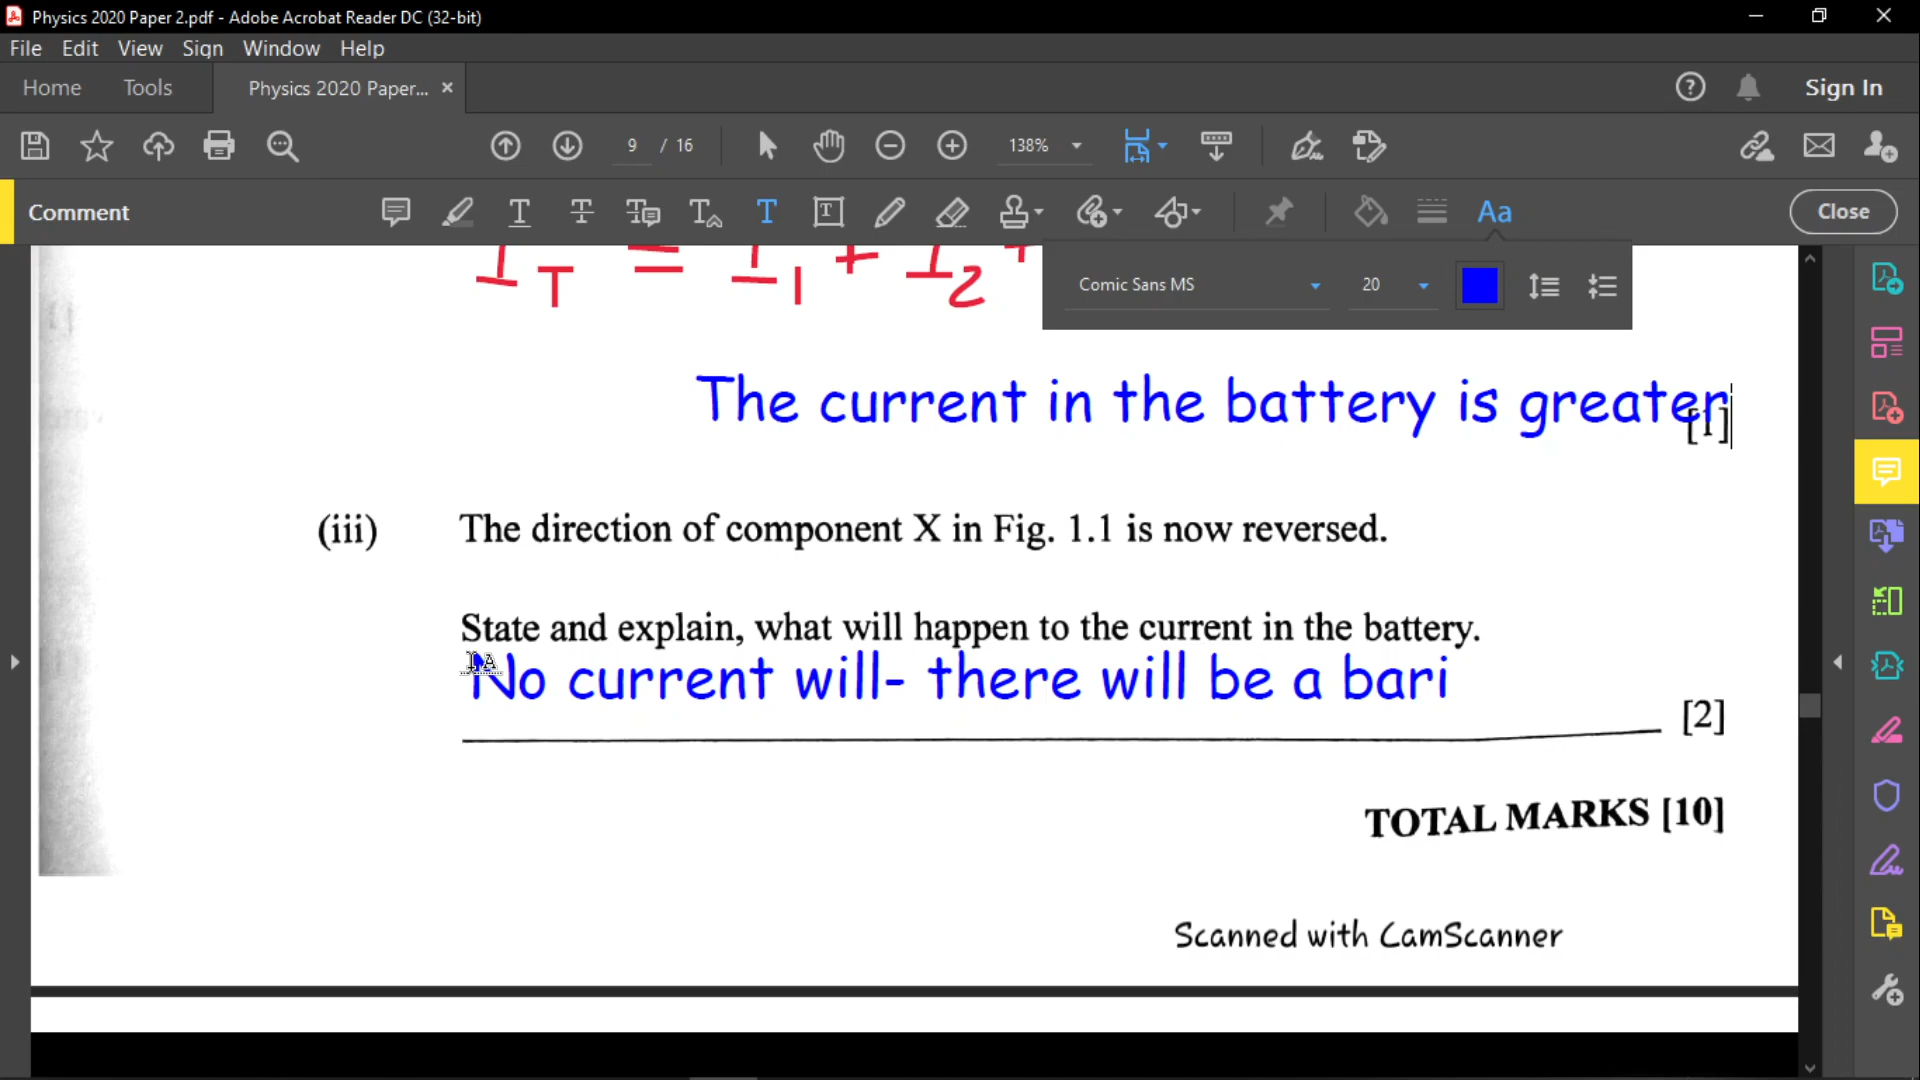 Physics 2020 Paper 2.pdf - Adobe Acrobat Reader DC (32-bit)
File Edit View Sign Window Help
Home Tools Physics 2020 Paper... × Sign In
9 / 16 138%
Comment Aa Close
I T = I 1 + I 2 +
Comic Sans MS 20
The current in the battery is greater
[1]
(iii) The direction of component X in Fig. 1.1 is now reversed.
State and explain, what will happen to the current in the battery.
No current will- there will be a bari
[2]
TOTAL MARKS [10]
Scanned with CamScanner